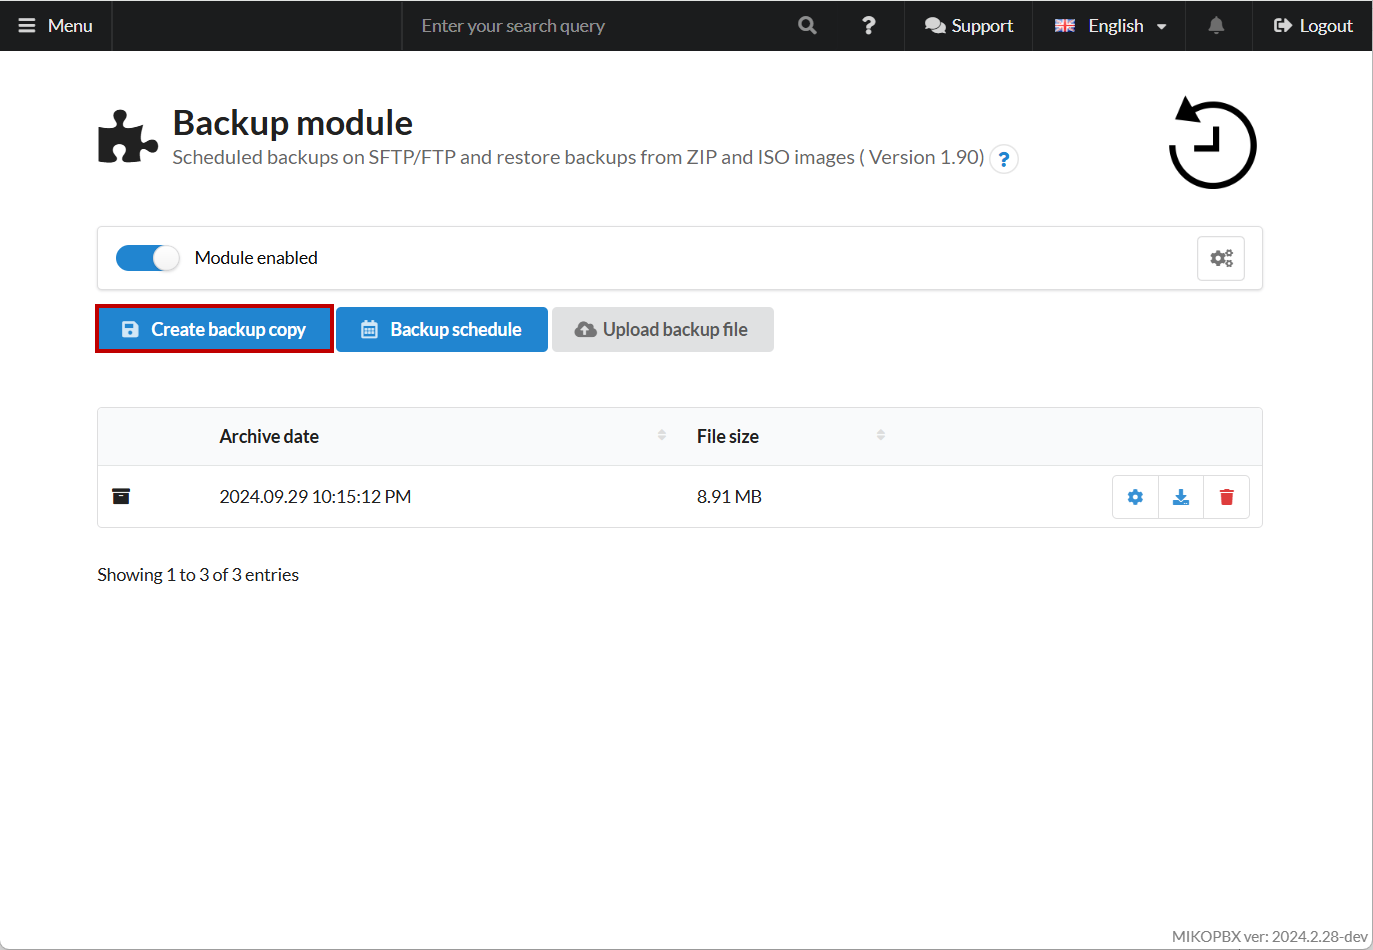 Menu
Enter your search query
?
Support
English
Logout
Backup module
Scheduled backups on SFTP/FTP and restore backups from ZIP and ISO images ( Version 1.90) ?
Module enabled
Create backup copy
Backup schedule
Upload backup file
Archive date
File size
2024.09.29 10:15:12 PM
8.91 MB
Showing 1 to 3 of 3 entries
MIKOPBX ver: 2024.2.28-dev